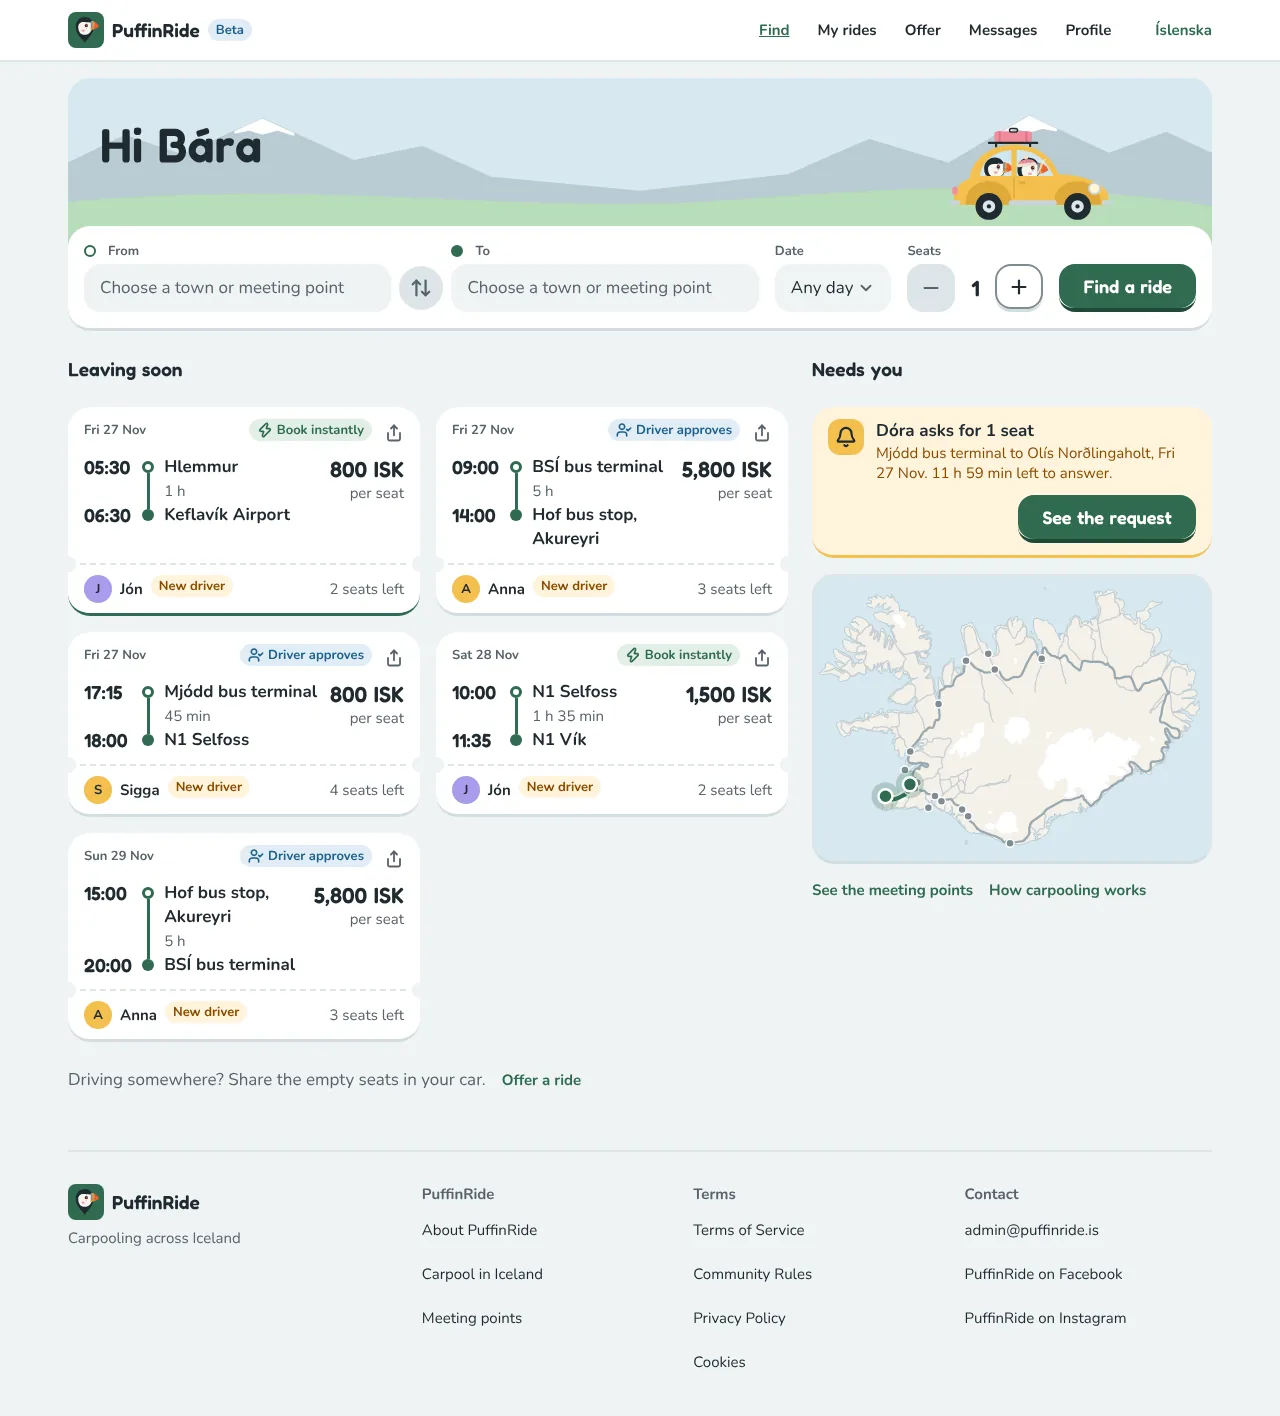 PuffinRide Beta
Find My rides Offer Messages Profile Íslenska
Hi Bára
From
Choose a town or meeting point
To
Choose a town or meeting point
Date
Any day
Seats
1
Find a ride
Leaving soon
Fri 27 Nov Book instantly
05:30 Hlemmur 800 ISK
1 h per seat
06:30 Keflavík Airport
J Jón New driver 2 seats left
Fri 27 Nov Driver approves
09:00 BSÍ bus terminal 5,800 ISK
5 h per seat
14:00 Hof bus stop,
Akureyri
A Anna New driver 3 seats left
Fri 27 Nov Driver approves
17:15 Mjódd bus terminal 800 ISK
45 min per seat
18:00 N1 Selfoss
S Sigga New driver 4 seats left
Sat 28 Nov Book instantly
10:00 N1 Selfoss 1,500 ISK
1 h 35 min per seat
11:35 N1 Vík
J Jón New driver 2 seats left
Sun 29 Nov Driver approves
15:00 Hof bus stop, 5,800 ISK
Akureyri per seat
5 h
20:00 BSÍ bus terminal
A Anna New driver 3 seats left
Driving somewhere? Share the empty seats in your car. Offer a ride
Needs you
Dóra asks for 1 seat
Mjódd bus terminal to Olís Norðlingaholt, Fri
27 Nov. 11 h 59 min left to answer.
See the request
See the meeting points How carpooling works
PuffinRide
Carpooling across Iceland
PuffinRide
About PuffinRide
Carpool in Iceland
Meeting points
Terms
Terms of Service
Community Rules
Privacy Policy
Cookies
Contact
admin@puffinride.is
PuffinRide on Facebook
PuffinRide on Instagram